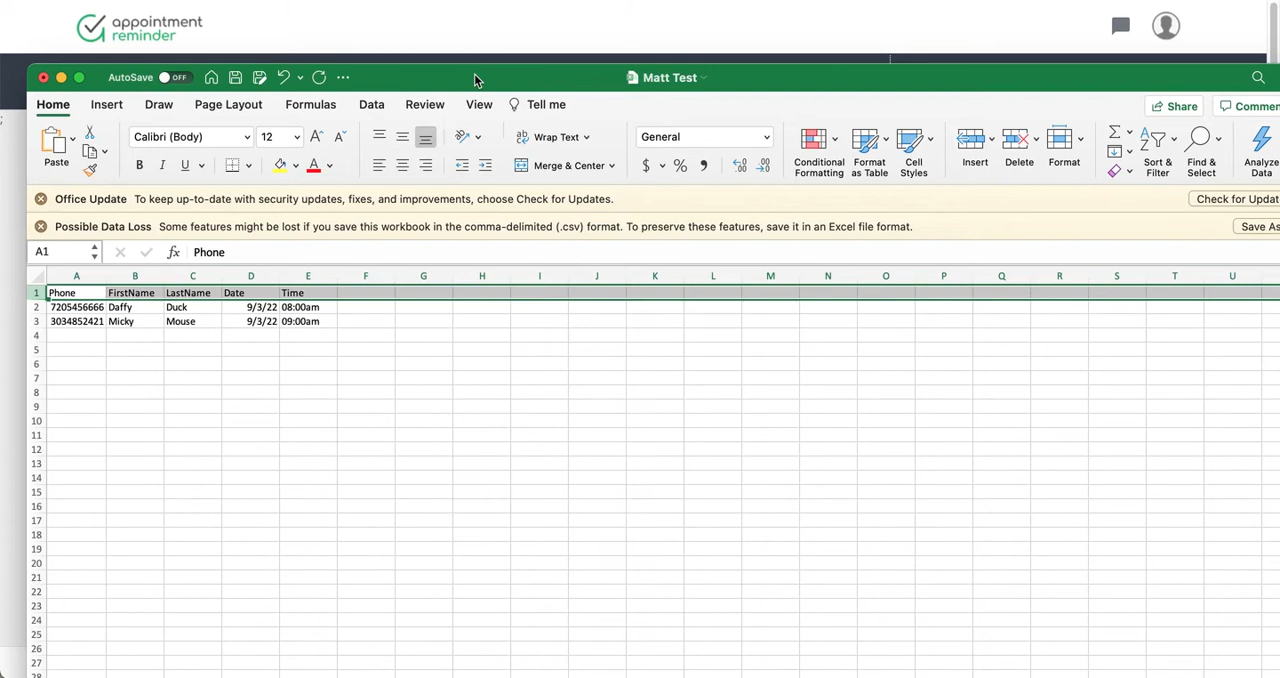 appointment
reminder
AutoSave OFF Matt Test
Home Insert Draw Page Layout Formulas Data Review View Tell me Share Commen
Paste Calibri (Body) 12 Wrap Text General Conditional Formatting Format as Table Cell Styles Insert Delete Format Sort & Filter Find & Select Analyze Data
B I U A Merge & Center $ %
Office Update To keep up-to-date with security updates, fixes, and improvements, choose Check for Updates. Check for Updat
Possible Data Loss Some features might be lost if you save this workbook in the comma-delimited (.csv) format. To preserve these features, save it in an Excel file format. Save As
A1 fx Phone
A B C D E F G H I J K L M N O P Q R S T U
1 Phone FirstName LastName Date Time
2 7205456666 Daffy Duck 9/3/22 08:00am
3 3034852421 Micky Mouse 9/3/22 09:00am
4
5
6
7
8
9
10
11
12
13
14
15
16
17
18
19
20
21
22
23
24
25
26
27
28